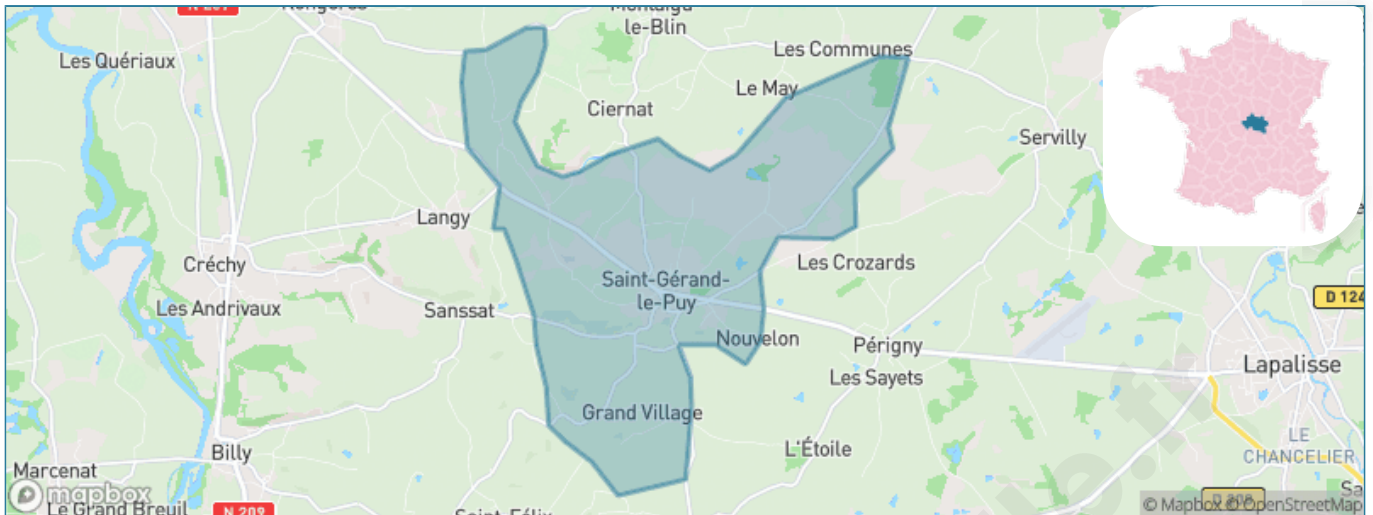 Montaigu-
le-Blin
Les Communes
Les Quériaux
Le May
Ciernat
Servilly
Langy
Créchy
Les Crozards
Saint-Gérand-
le-Puy
Les Andrivaux
Sanssat
D 124
Nouvelon
Périgny
Lapalisse
Les Sayets
Grand Village
L'Étoile
LE
CHANCELIER
Billy
Marcenat
mapbox
Le Grand Breuil
N 209
© Mapbox © OpenStreetMap